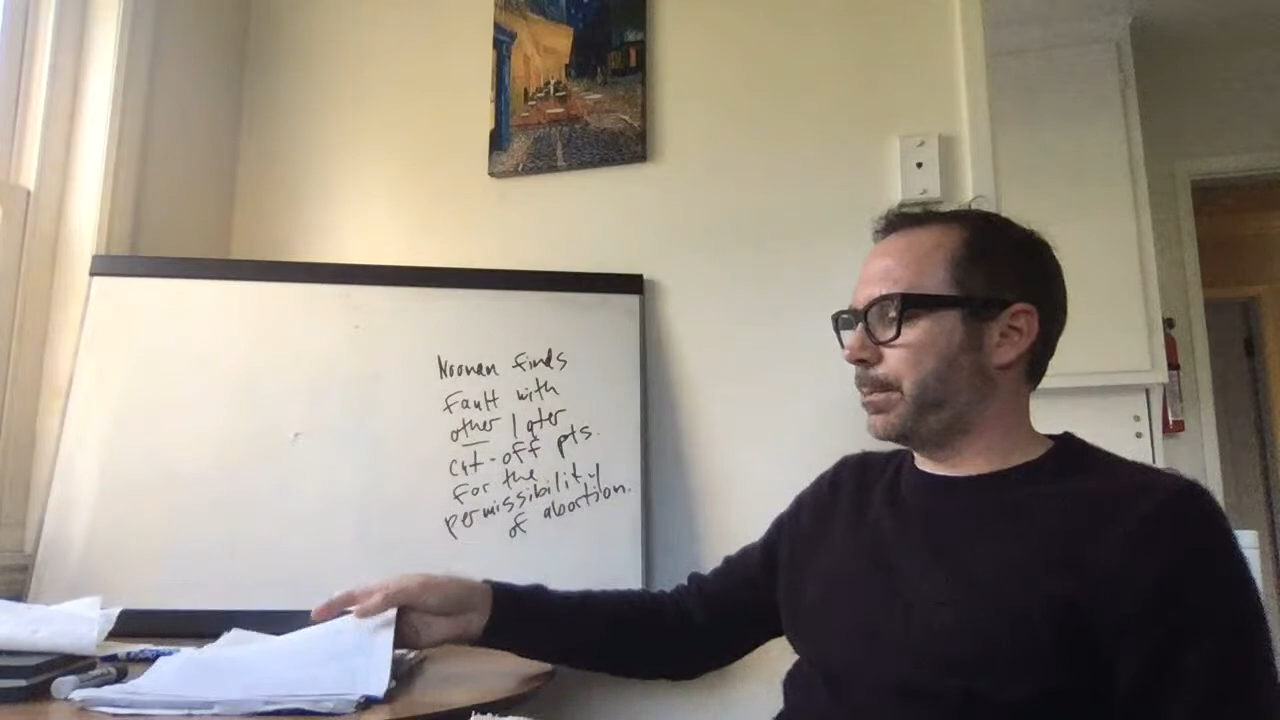 Noonan finds
fault with
other later
cut-off pts.
for the
permissibility
of abortion.